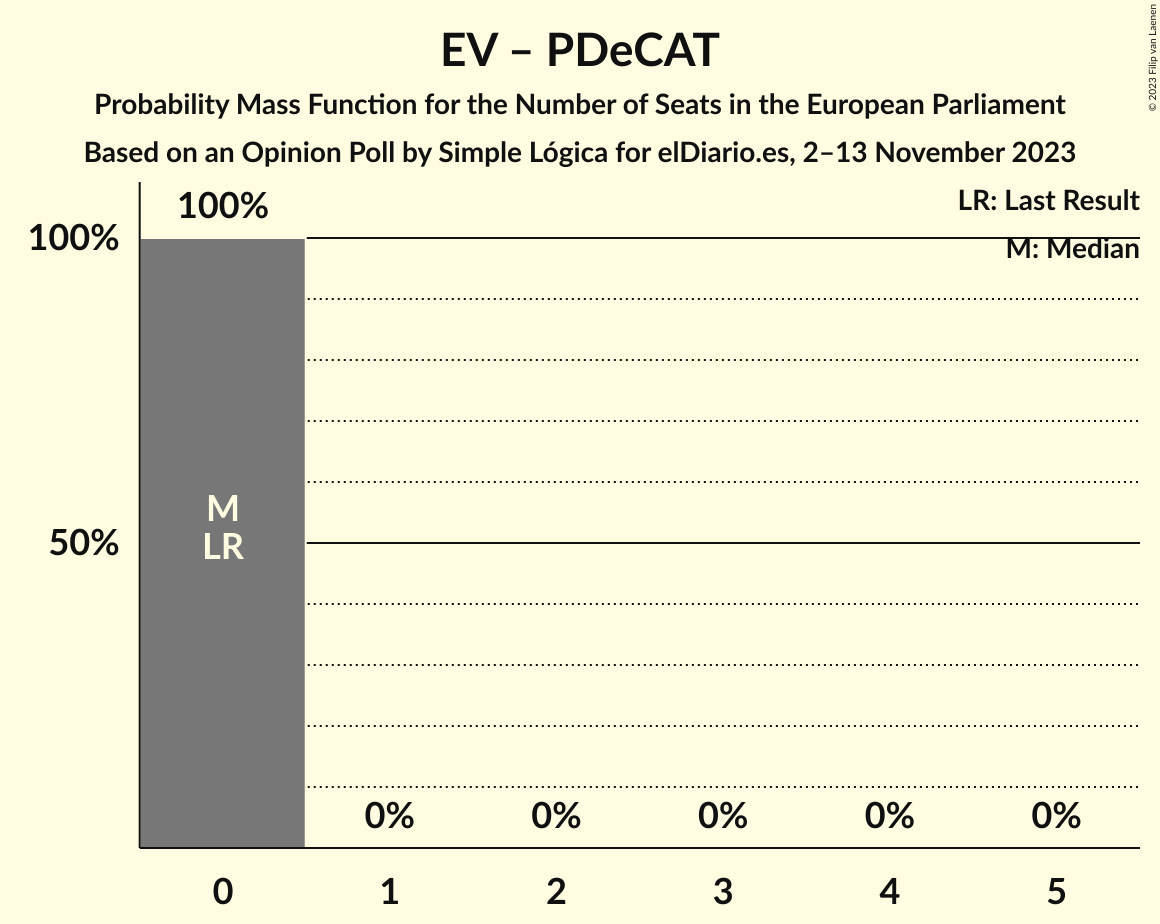 EV – PDeCAT
Probability Mass Function for the Number of Seats in the European Parliament
Based on an Opinion Poll by Simple Lógica for elDiario.es, 2–13 November 2023
© 2023 Filip van Laenen
LR: Last Result
M: Median
100%
100%
50%
M
LR
0% 0% 0% 0% 0%
0 1 2 3 4 5